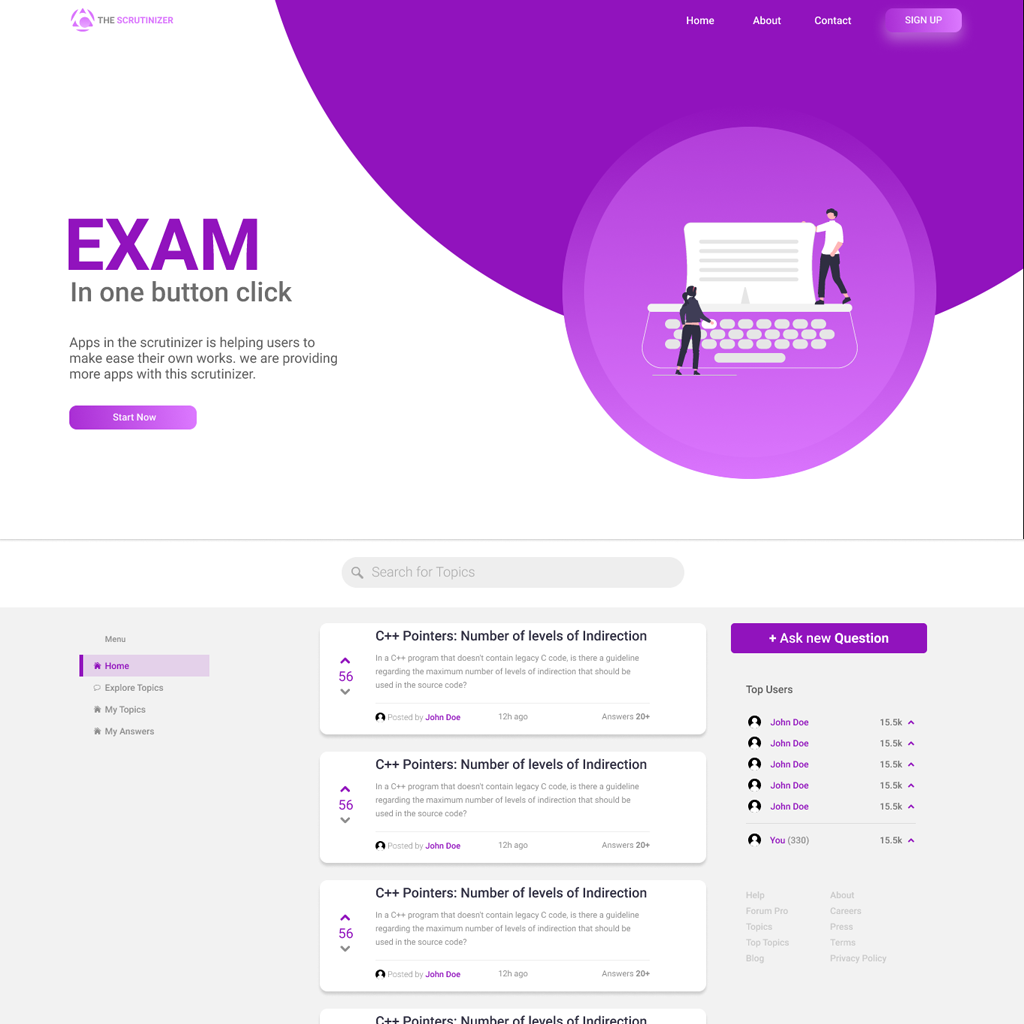 THE SCRUTINIZER
Home About Contact SIGN UP
EXAM
In one button click
Apps in the scrutinizer is helping users to
make ease their own works. we are providing
more apps with this scrutinizer.
Start Now
Search for Topics
Menu
Home
Explore Topics
My Topics
My Answers
C++ Pointers: Number of levels of Indirection
56
In a C++ program that doesn't contain legacy C code, is there a guideline
regarding the maximum number of levels of indirection that should be
used in the source code?
Posted by John Doe 12h ago Answers 20+
C++ Pointers: Number of levels of Indirection
56
In a C++ program that doesn't contain legacy C code, is there a guideline
regarding the maximum number of levels of indirection that should be
used in the source code?
Posted by John Doe 12h ago Answers 20+
C++ Pointers: Number of levels of Indirection
56
In a C++ program that doesn't contain legacy C code, is there a guideline
regarding the maximum number of levels of indirection that should be
used in the source code?
Posted by John Doe 12h ago Answers 20+
C++ Pointers: Number of levels of Indirection
+ Ask new Question
Top Users
John Doe 15.5k
John Doe 15.5k
John Doe 15.5k
John Doe 15.5k
John Doe 15.5k
You (330) 15.5k
Help About
Forum Pro Careers
Topics Press
Top Topics Terms
Blog Privacy Policy